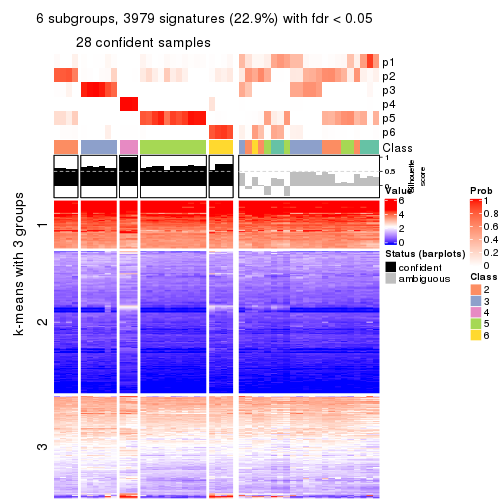 6 subgroups, 3979 signatures (22.9%) with fdr < 0.05
28 confident samples
p1
p2
p3
p4
p5
p6
Class
1
0.5
0
Silhouette
score
k-means with 3 groups
1
2
3
Value
6
4
2
0
Status (barplots)
confident
ambiguous
Prob
1
0.8
0.6
0.4
0.2
0
Class
2
3
4
5
6